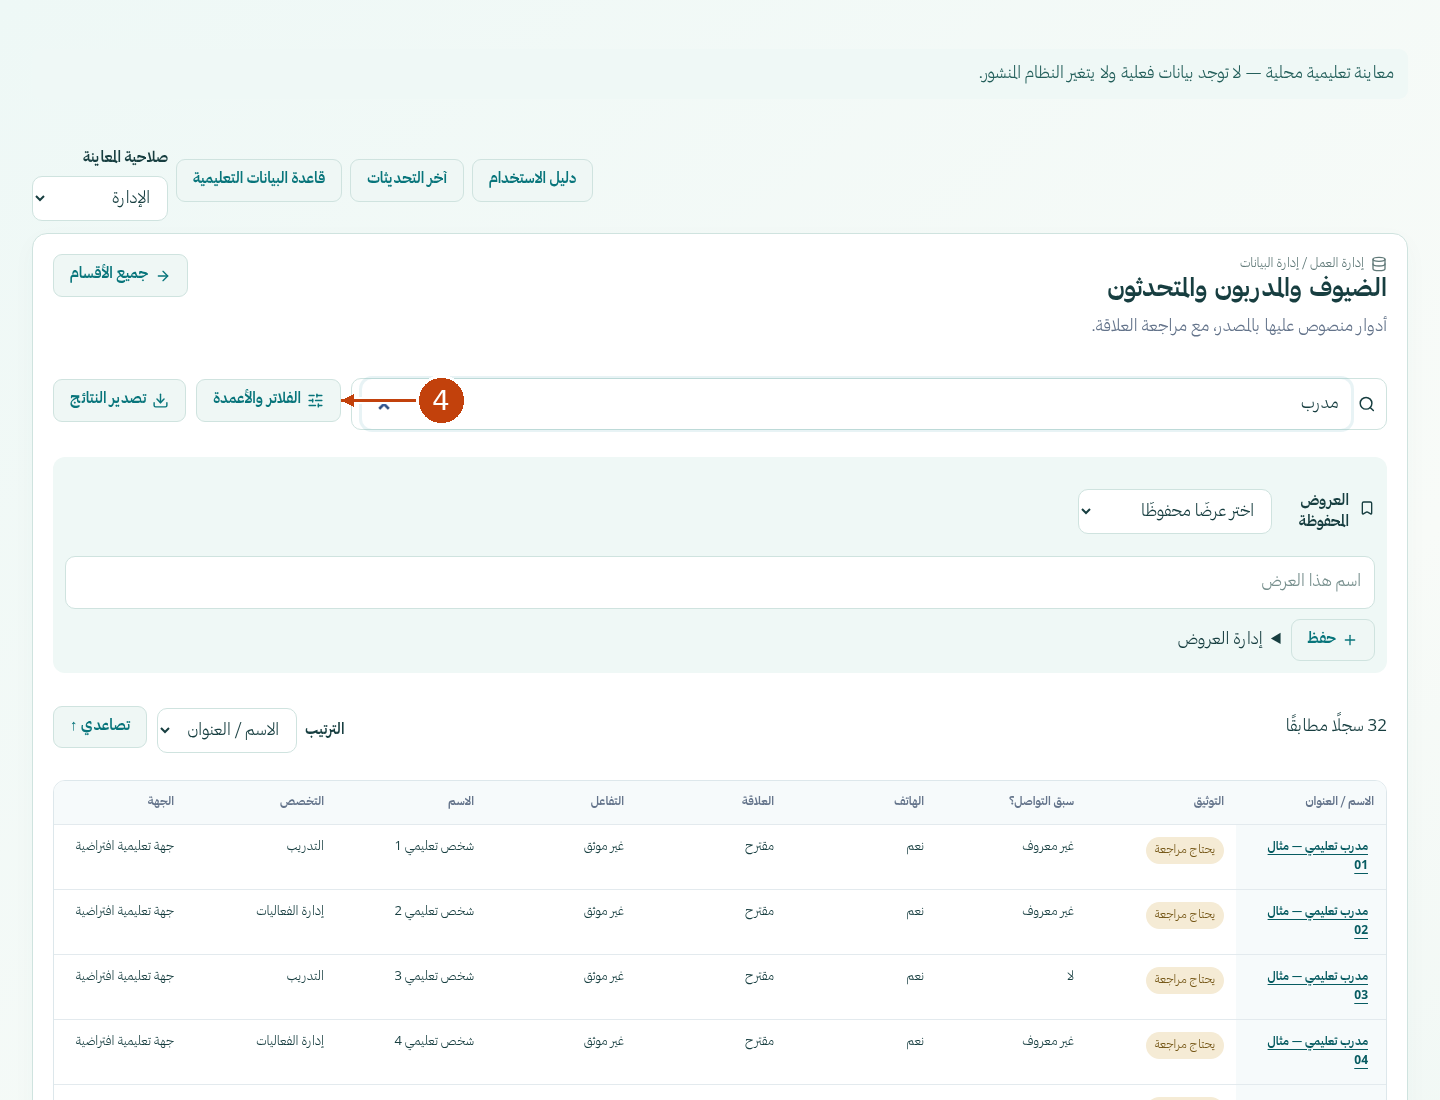 معاينة تعليمية محلية — لا توجد بيانات فعلية ولا يتغير النظام المنشور.
دليل الاستخدام
آخر التحديثات
قاعدة البيانات التعليمية
صلاحية المعاينة
الإدارة
إدارة العمل / إدارة البيانات
الضيوف والمدربون والمتحدثون
أدوار منصوص عليها بالمصدر، مع مراجعة العلاقة.
جميع الأقسام →
مدرب
4
الفلاتر والأعمدة
تصدير النتائج
العروض
المحفوظة
اختر عرضًا محفوظًا
اسم هذا العرض
+ حفظ
◀ إدارة العروض
32 سجلًا مطابقًا
الترتيب
الاسم / العنوان
تصاعدي ↑
الاسم / العنوان التوثيق سبق التواصل؟ الهاتف العلاقة التفاعل الاسم التخصص الجهة
مدرب تعليمي — مثال
01
يحتاج مراجعة غير معروف نعم مقترح غير موثق شخص تعليمي 1 التدريب جهة تعليمية افتراضية
مدرب تعليمي — مثال
02
يحتاج مراجعة غير معروف نعم مقترح غير موثق شخص تعليمي 2 إدارة الفعاليات جهة تعليمية افتراضية
مدرب تعليمي — مثال
03
يحتاج مراجعة لا نعم مقترح غير موثق شخص تعليمي 3 التدريب جهة تعليمية افتراضية
مدرب تعليمي — مثال
04
يحتاج مراجعة غير معروف نعم مقترح غير موثق شخص تعليمي 4 إدارة الفعاليات جهة تعليمية افتراضية